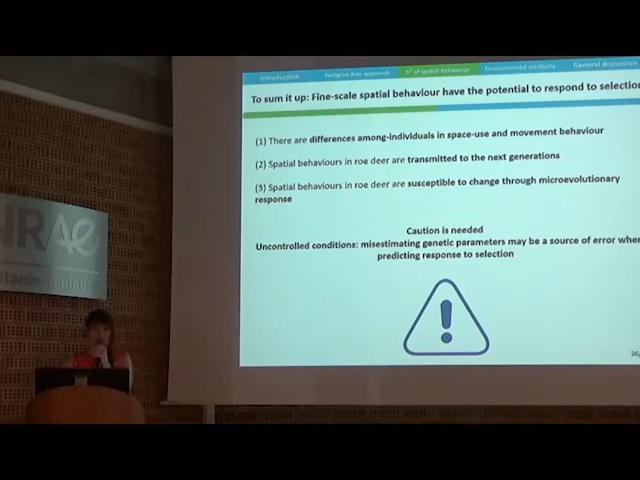 Introduction Pedigree-free approach h² of spatial behaviour Environmental similarity General discussion
To sum it up: Fine-scale spatial behaviour have the potential to respond to selection
(1) There are differences among-individuals in space-use and movement behaviour
(2) Spatial behaviours in roe deer are transmitted to the next generations
(3) Spatial behaviours in roe deer are susceptible to change through microevolutionary
response
Caution is needed
Uncontrolled conditions: misestimating genetic parameters may be a source of error when
predicting response to selection
!
NRAe